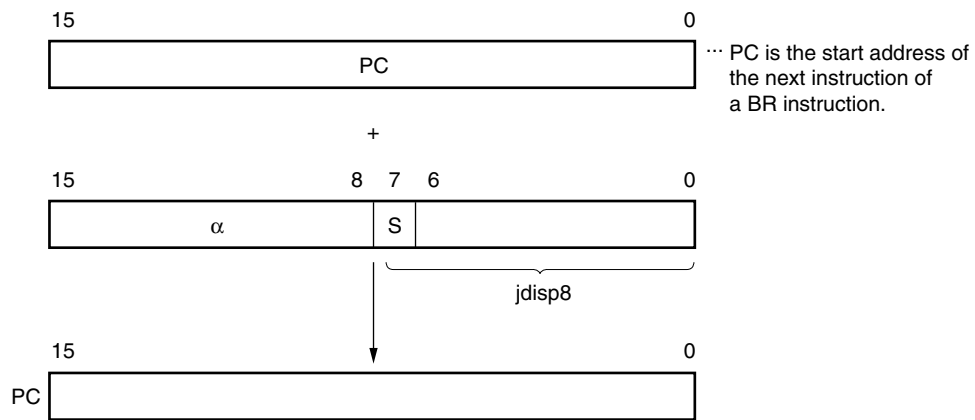 15 0
PC
... PC is the start address of
the next instruction of
a BR instruction.
+
15 8 7 6 0
α S
jdisp8
15 0
PC